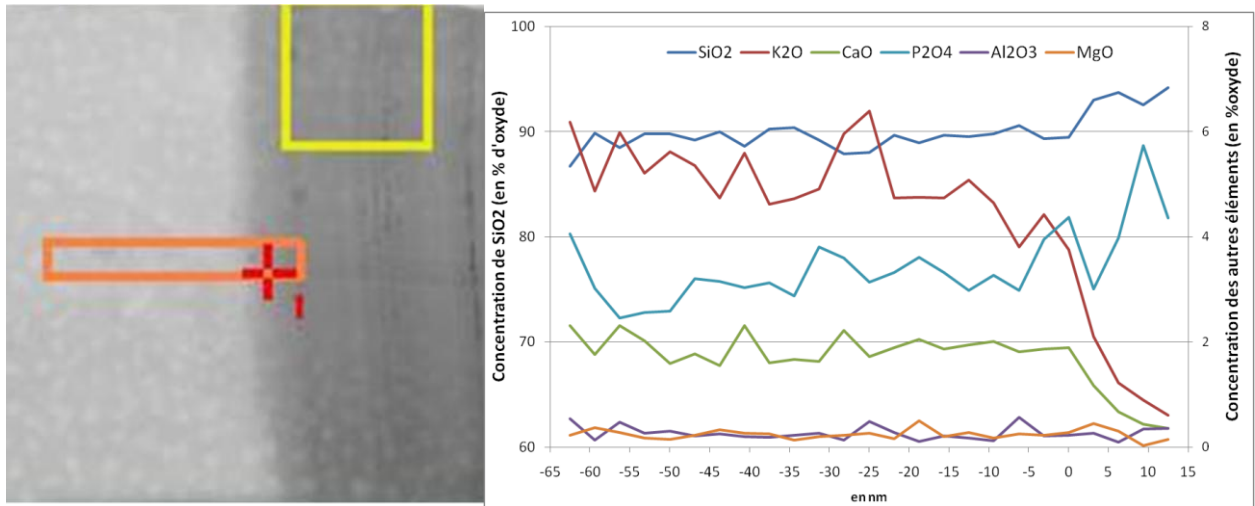 Concentration de SiO2 (en % d'oxyde)
100
90
80
70
60
SiO2 K2O CaO P2O4 Al2O3 MgO
8
6
4
2
0
Concentration des autres éléments (en %oxyde)
-65 -60 -55 -50 -45 -40 -35 -30 -25 -20 -15 -10 -5 0 5 10 15
en nm